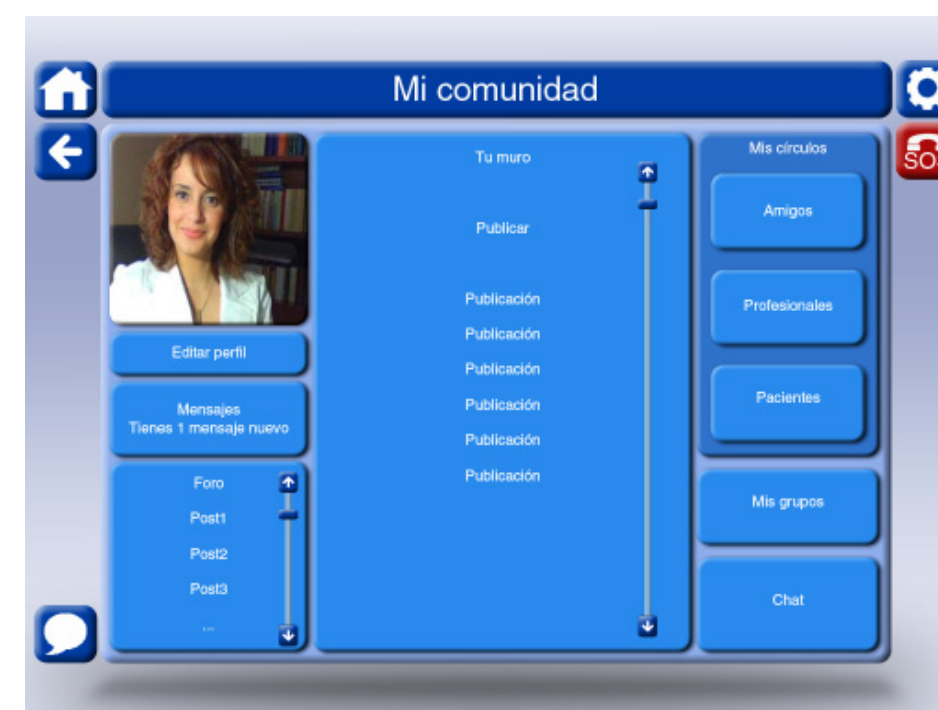 Mi comunidad
Editar perfil
Mensajes
Tienes 1 mensaje nuevo
Foro
Post1
Post2
Post3
...
Tu muro
Publicar
Publicación
Publicación
Publicación
Publicación
Publicación
Publicación
Mis círculos
Amigos
Profesionales
Pacientes
Mis grupos
Chat
SO